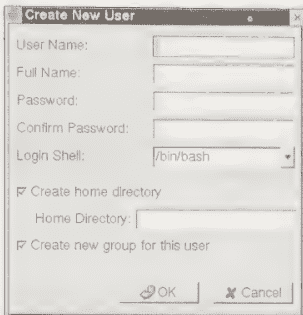 Create New User
User Name:
Full Name:
Password:
Confirm Password:
Login Shell: /bin/bash
Create home directory
Home Directory:
Create new group for this user
OK Cancel